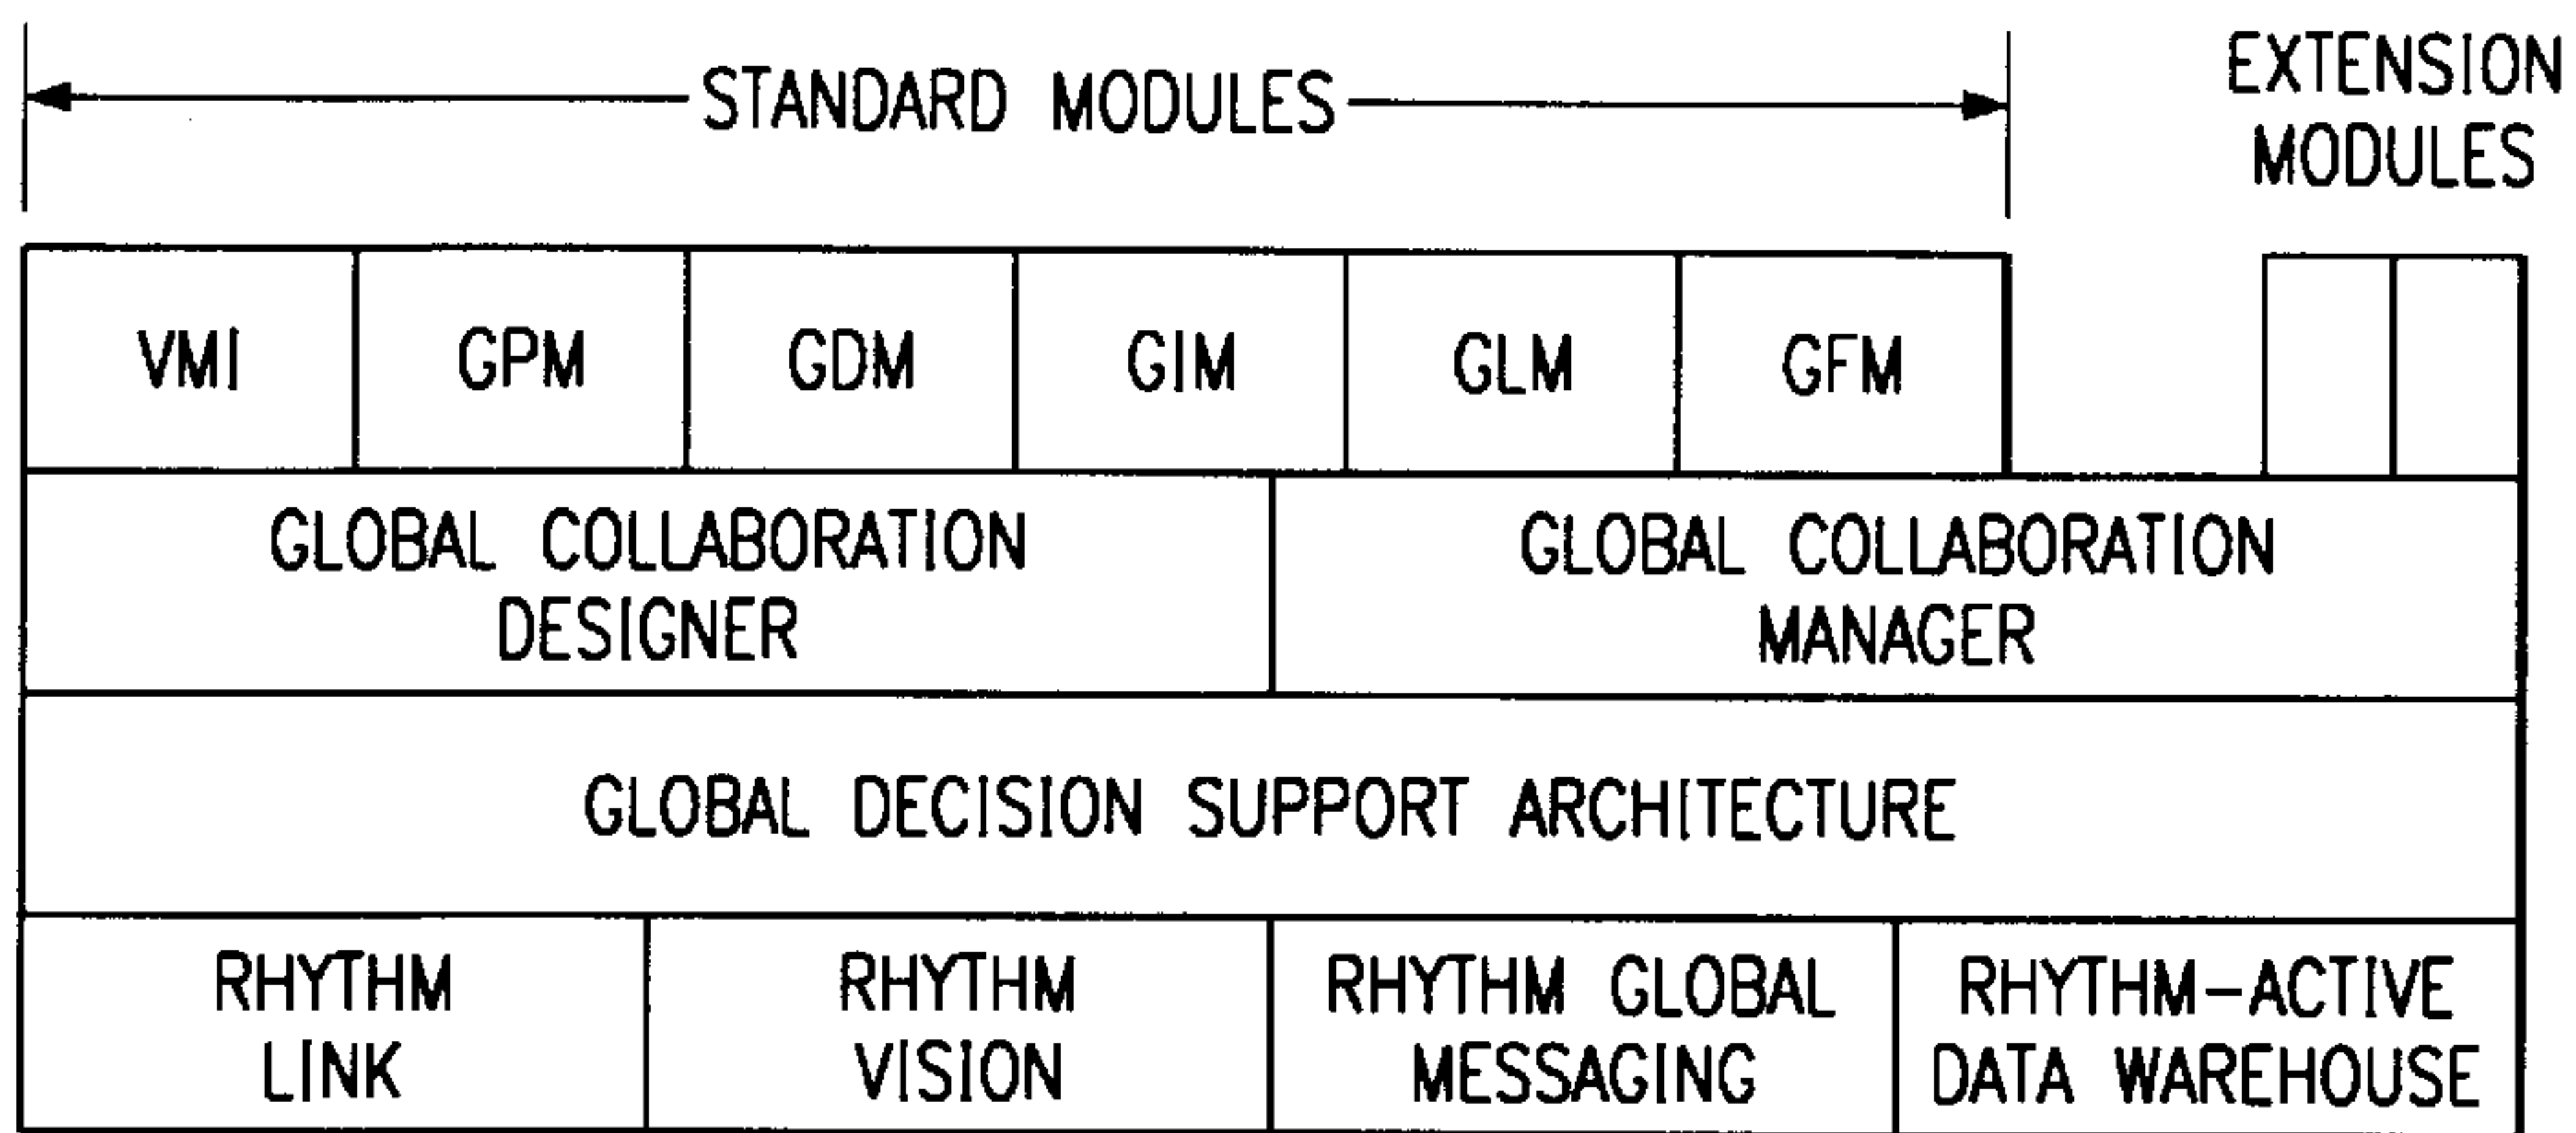 STANDARD MODULES
EXTENSION
MODULES
VMI
GPM
GDM
GIM
GLM
GFM
GLOBAL COLLABORATION
DESIGNER
GLOBAL COLLABORATION
MANAGER
GLOBAL DECISION SUPPORT ARCHITECTURE
RHYTHM
LINK
RHYTHM
VISION
RHYTHM GLOBAL
MESSAGING
RHYTHM-ACTIVE
DATA WAREHOUSE